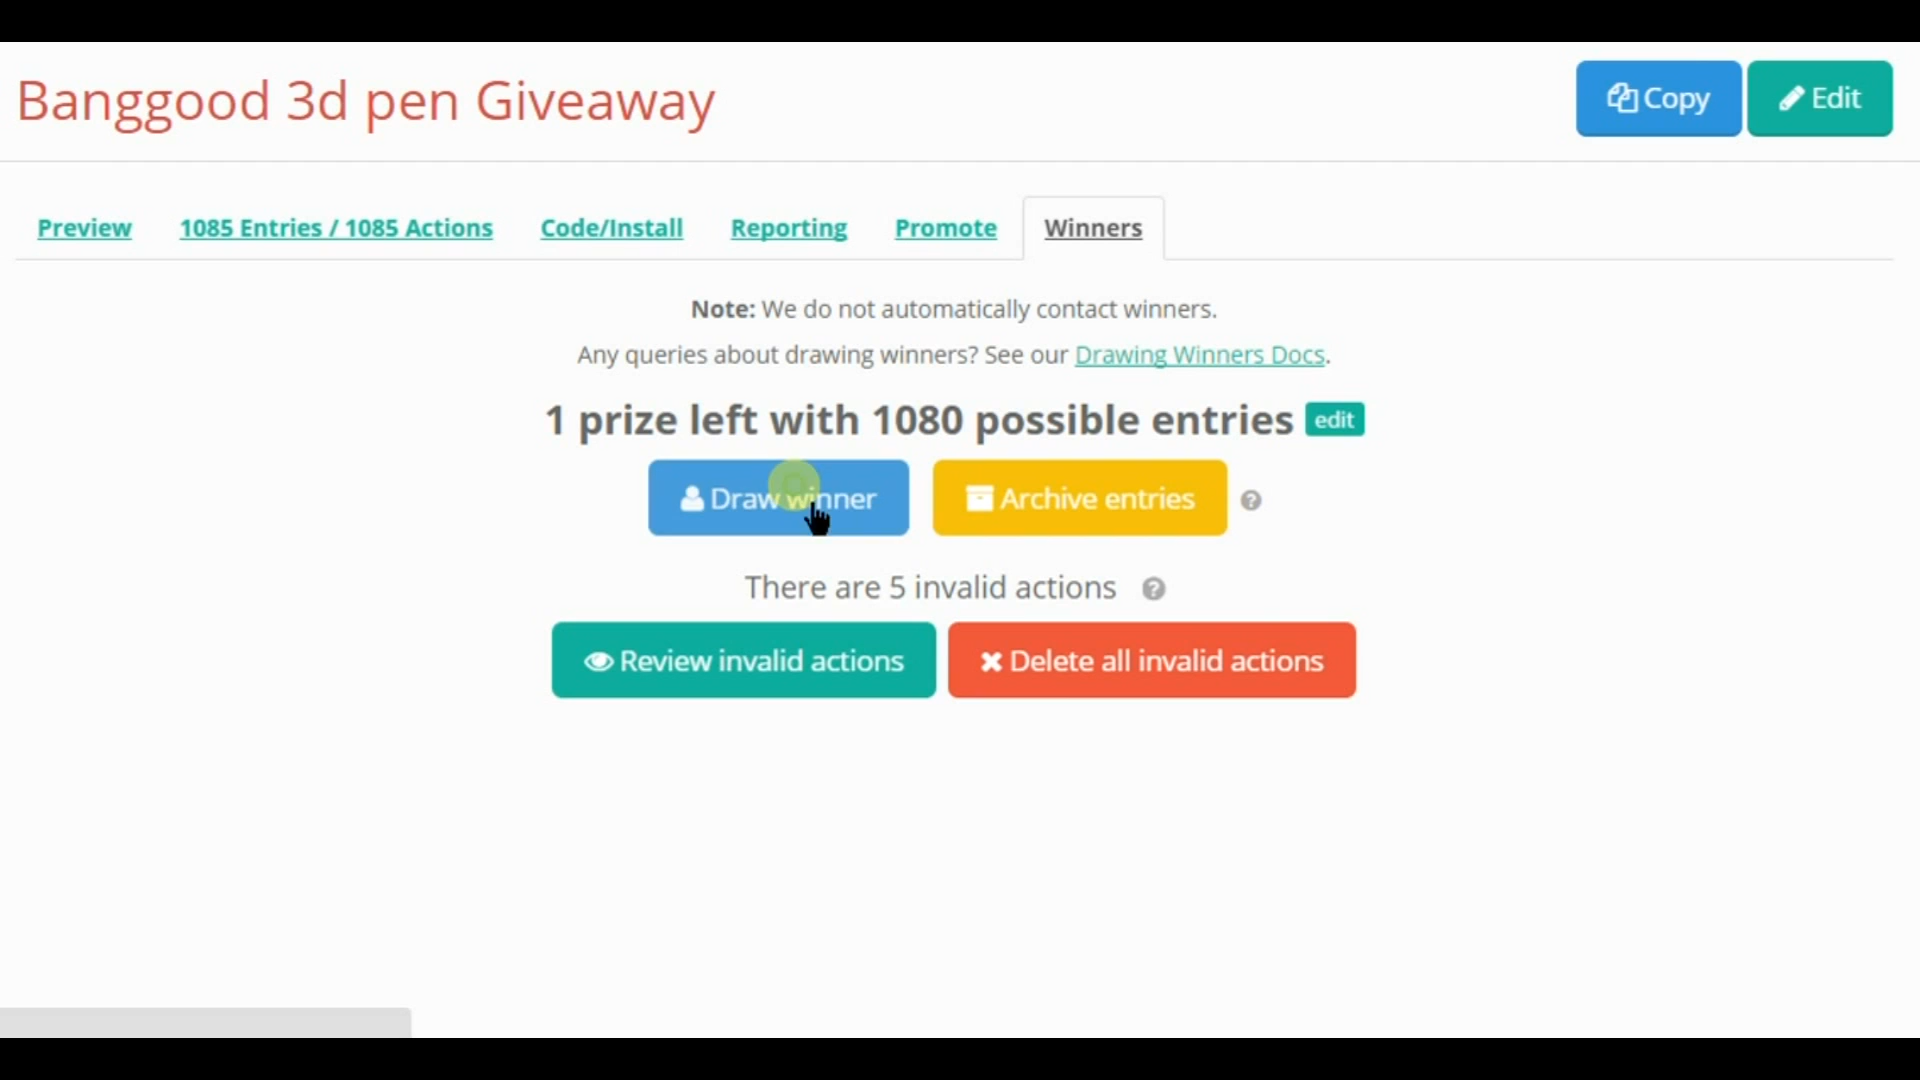 Banggood 3d pen Giveaway
Copy
Edit
Preview
1085 Entries / 1085 Actions
Code/Install
Reporting
Promote
Winners
Note: We do not automatically contact winners.
Any queries about drawing winners? See our Drawing Winners Docs.
1 prize left with 1080 possible entries edit
Draw winner
Archive entries ?
There are 5 invalid actions ?
Review invalid actions
Delete all invalid actions